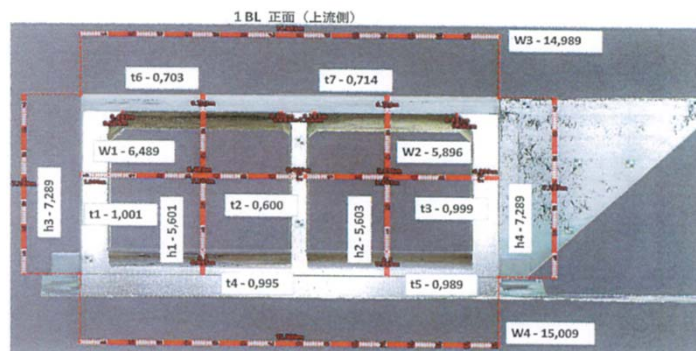 1 BL 正面（上流側）
W3 - 14,989
t6 - 0,703
t7 - 0,714
W1 - 6,489
W2 - 5,896
h3 - 7,289
t1 - 1,001
h1 - 5,601
t2 - 0,600
h2 - 5,603
t3 - 0,999
h4 - 7,289
t4 - 0,995
t5 - 0,989
W4 - 15,009